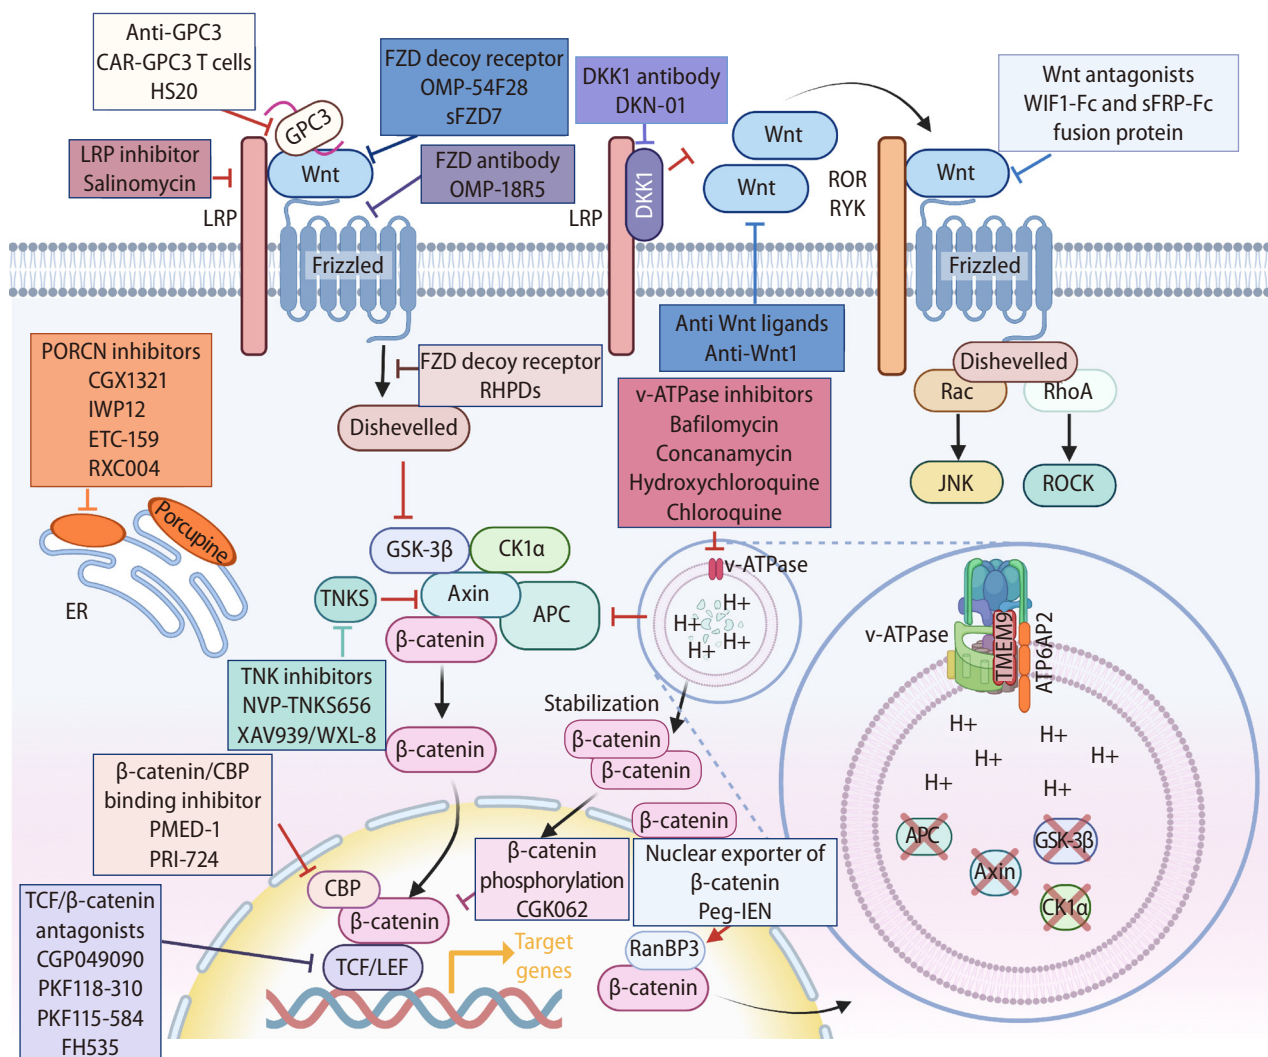 Anti-GPC3
CAR-GPC3 T cells
HS20
FZD decoy receptor
OMP-54F28
sFZD7
DKK1 antibody
DKN-01
Wnt antagonists
WIF1-Fc and sFRP-Fc
fusion protein
LRP inhibitor
Salinomycin
GPC3
Wnt
FZD antibody
OMP-18R5
LRP
Frizzled
LRP
DKK1
Wnt
Wnt
ROR
RYK
Wnt
Frizzled
Anti Wnt ligands
Anti-Wnt1
PORCN inhibitors
CGX1321
IWP12
ETC-159
RXC004
FZD decoy receptor
RHPDs
Dishevelled
v-ATPase inhibitors
Bafilomycin
Concanamycin
Hydroxychloroquine
Chloroquine
Dishevelled
Rac
RhoA
JNK
ROCK
Porcupine
ER
GSK-3β
CK1α
TNKS
Axin
APC
β-catenin
v-ATPase
H+
H+
H+
H+
TNK inhibitors
NVP-TNKS656
XAV939/WXL-8
β-catenin
Stabilization
β-catenin
β-catenin
β-catenin
v-ATPase
TMEM9
ATP6AP2
H+
H+
H+
H+
H+
H+
APC
GSK-3β
Axin
CK1α
β-catenin/CBP
binding inhibitor
PMED-1
PRI-724
β-catenin
phosphorylation
CGK062
Nuclear exporter of
β-catenin
Peg-IEN
CBP
β-catenin
TCF/LEF
Target
genes
RanBP3
β-catenin
TCF/β-catenin
antagonists
CGP049090
PKF118-310
PKF115-584
FH535